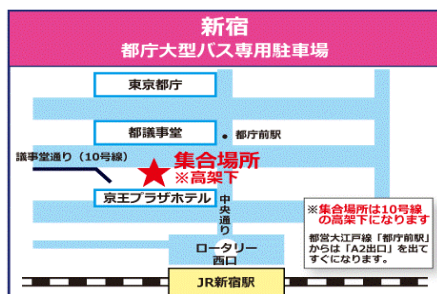 新宿
都庁大型バス専用駐車場
東京都庁
都議事堂
都庁前駅
議事堂通り（10号線）
集合場所
※高架下
京王プラザホテル
中央通り
※集合場所は10号線
の高架下になります
都営大江戸線「都庁前駅」
からは「A2出口」を出て
すぐになります。
ロータリー
西口
JR新宿駅